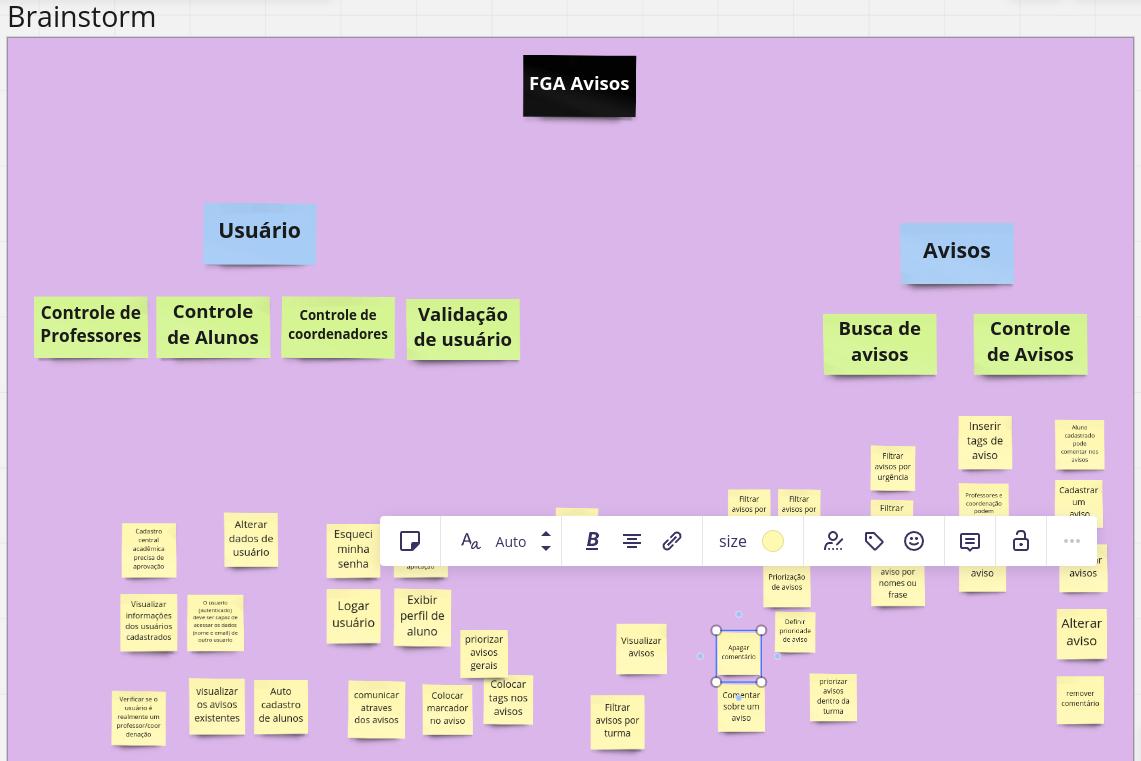 Brainstorm
FGA Avisos
Usuário
Avisos
Controle de
Professores
Controle
de Alunos
Controle de
coordenadores
Validação
de usuário
Busca de
avisos
Controle
de Avisos
Inserir
tags de
aviso
Aluno
cadastrado
pode
comentar nos
avisos
Filtrar
avisos por
urgência
Filtrar
avisos por
Filtrar
avisos por
Filtrar
Professores e
coordenação
podem
Cadastrar
um
aviso
Cadastro
central
acadêmica
precisa de
aprovação
Alterar
dados de
usuário
Esqueci
minha
senha
Auto
B
size
aplicação
Priorização
de avisos
aviso por
nomes ou
frase
aviso
avisos
Visualizar
informações
dos usuários
cadastrados
O usuario
(autenticado)
deve ser capaz de
acessar os dados
(nome e email) de
outro usuario
Logar
usuário
Exibir
perfil de
aluno
priorizar
avisos
gerais
Visualizar
avisos
Apagar
comentário
Definir
prioridade
de aviso
Alterar
aviso
Verificar se o
usuário é
realmente um
professor/coor
denação
visualizar
os avisos
existentes
Auto
cadastro
de alunos
comunicar
atraves
dos avisos
Colocar
marcador
no aviso
Colocar
tags nos
avisos
Filtrar
avisos por
turma
Comentar
sobre um
aviso
priorizar
avisos
dentro da
turma
remover
comentário